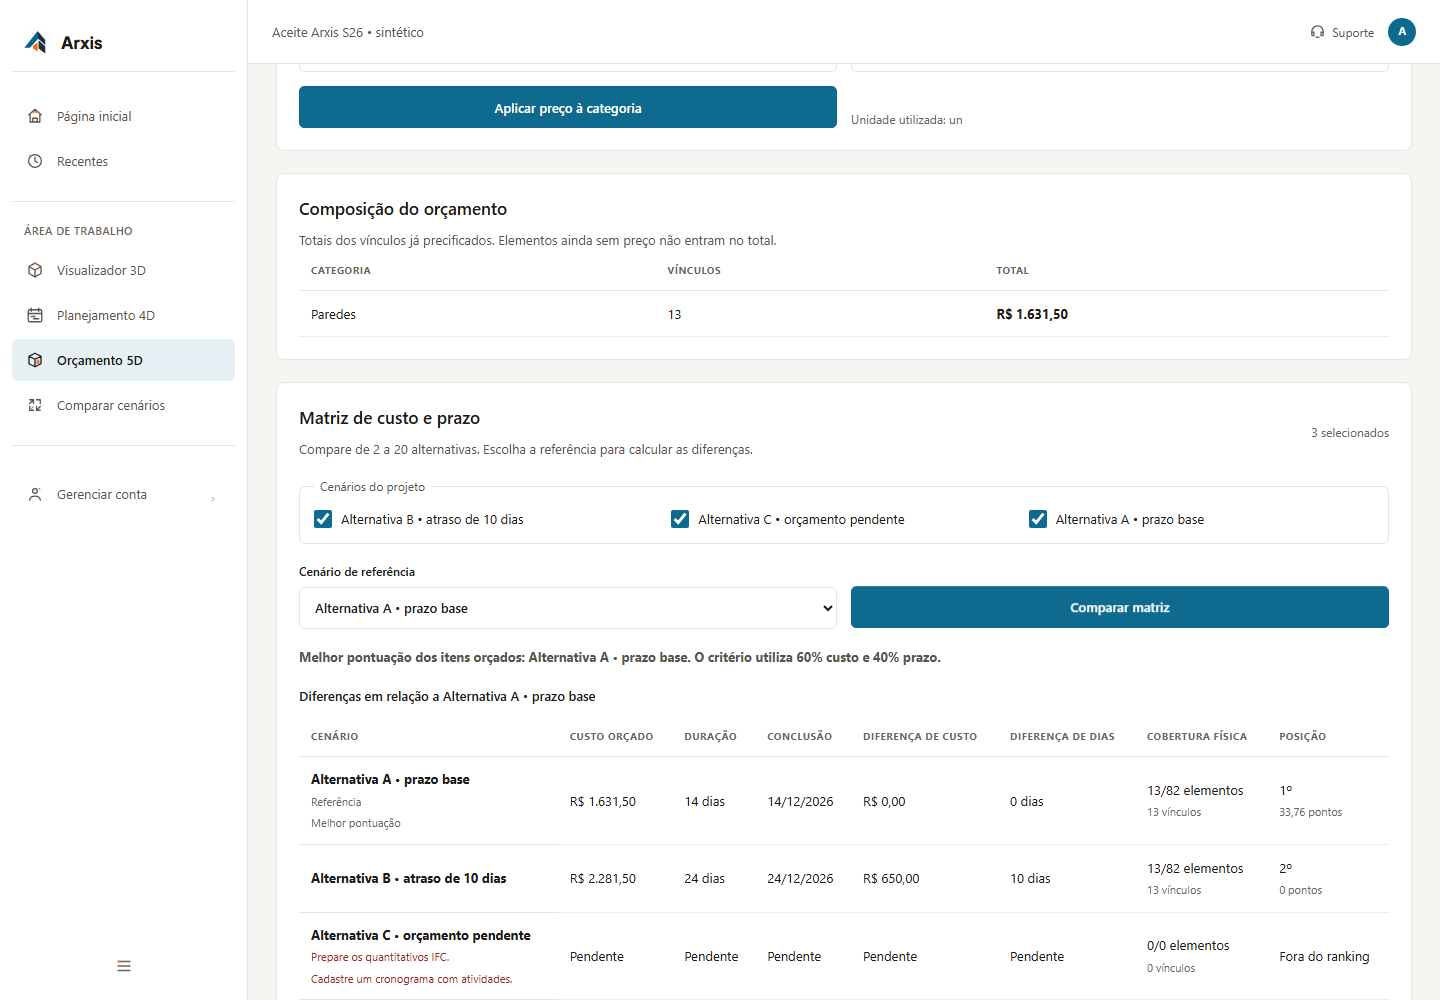 Arxis
Aceite Arxis S26 • sintético
Suporte
A
Página inicial
Recentes
ÁREA DE TRABALHO
Visualizador 3D
Planejamento 4D
Orçamento 5D
Comparar cenários
Gerenciar conta
Aplicar preço à categoria
Unidade utilizada: un
Composição do orçamento
Totais dos vínculos já precificados. Elementos ainda sem preço não entram no total.
CATEGORIA VÍNCULOS TOTAL
Paredes 13 R$ 1.631,50
Matriz de custo e prazo
Compare de 2 a 20 alternativas. Escolha a referência para calcular as diferenças.
3 selecionados
Cenários do projeto
Alternativa B • atraso de 10 dias
Alternativa C • orçamento pendente
Alternativa A • prazo base
Cenário de referência
Alternativa A • prazo base
Comparar matriz
Melhor pontuação dos itens orçados: Alternativa A • prazo base. O critério utiliza 60% custo e 40% prazo.
Diferenças em relação a Alternativa A • prazo base
CENÁRIO CUSTO ORÇADO DURAÇÃO CONCLUSÃO DIFERENÇA DE CUSTO DIFERENÇA DE DIAS COBERTURA FÍSICA POSIÇÃO
Alternativa A • prazo base
Referência
Melhor pontuação
R$ 1.631,50 14 dias 14/12/2026 R$ 0,00 0 dias
13/82 elementos
13 vínculos
1º
33,76 pontos
Alternativa B • atraso de 10 dias
R$ 2.281,50 24 dias 24/12/2026 R$ 650,00 10 dias
13/82 elementos
13 vínculos
2º
0 pontos
Alternativa C • orçamento pendente
Prepare os quantitativos IFC.
Cadastre um cronograma com atividades.
Pendente Pendente Pendente Pendente Pendente
0/0 elementos
0 vínculos
Fora do ranking